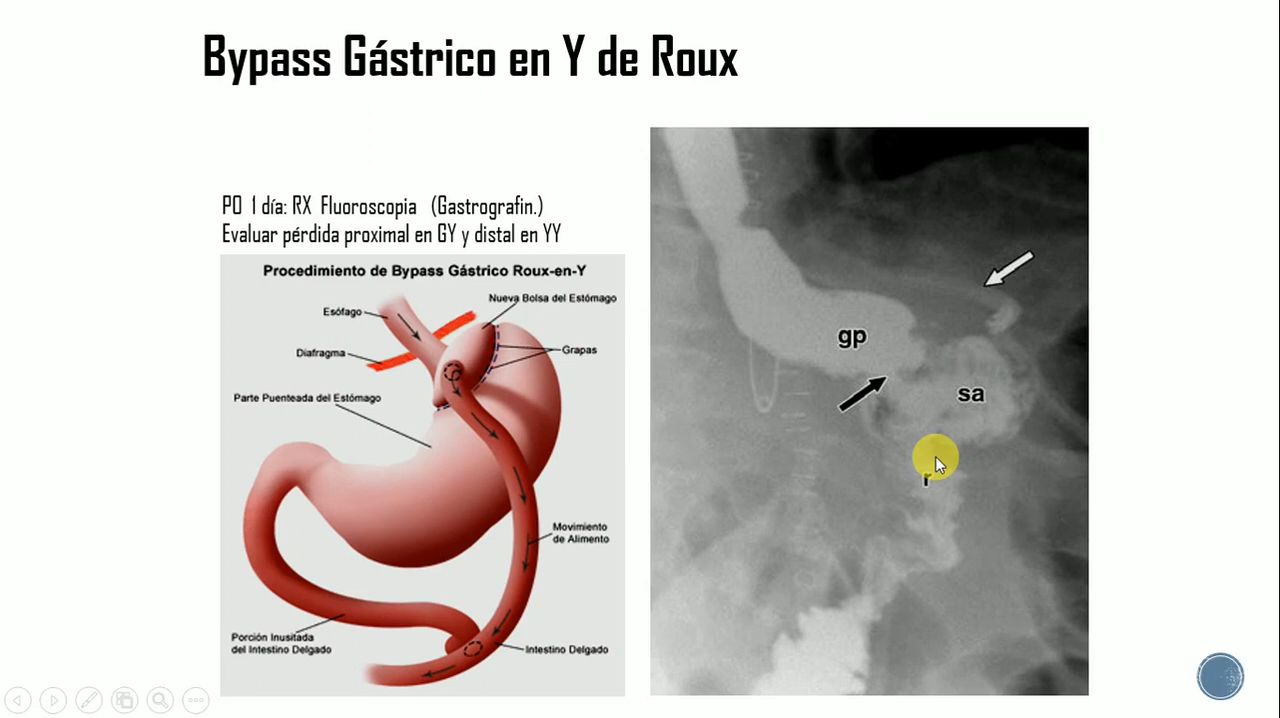 Bypass Gástrico en Y de Roux
PO 1 día: RX Fluoroscopia (Gastrografin.)
Evaluar pérdida proximal en GY y distal en YY
Procedimiento de Bypass Gástrico Roux-en-Y
Nueva Bolsa del Estómago
Esófago
Grapas
Diafragma
Parte Puenteada del Estómago
Movimiento
de Alimento
Porción Inusitada
del Intestino Delgado
Intestino Delgado
gp
sa
r